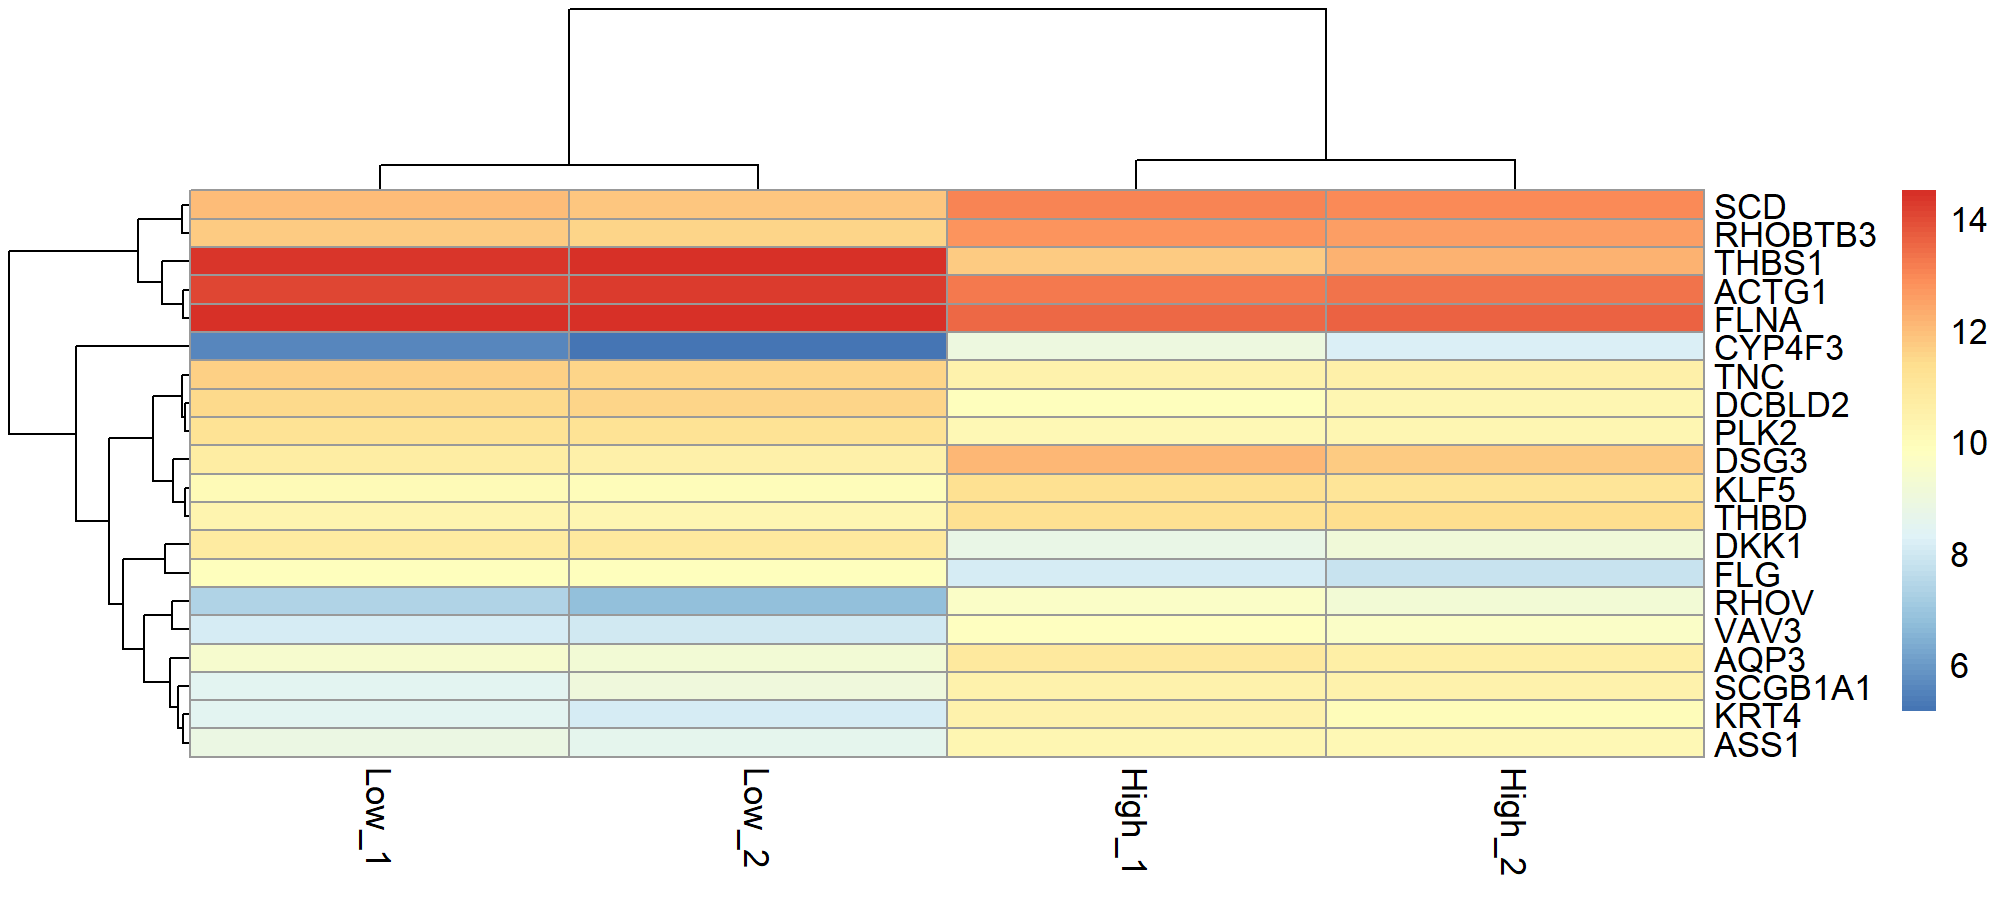 SCD
RHOBTB3
THBS1
ACTG1
FLNA
CYP4F3
TNC
DCBLD2
PLK2
DSG3
KLF5
THBD
DKK1
FLG
RHOV
VAV3
AQP3
SCGB1A1
KRT4
ASS1
14
12
10
8
6
Low_1
Low_2
High_1
High_2